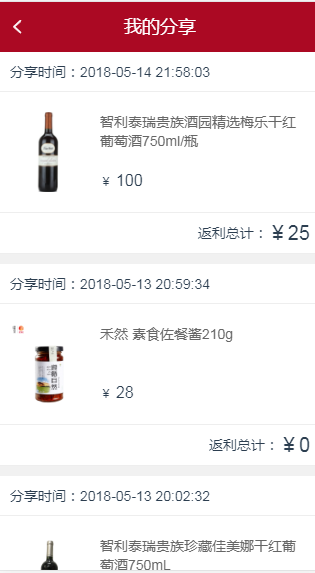 我的分享
分享时间：2018-05-14 21:58:03
智利泰瑞贵族酒园精选梅乐干红
葡萄酒750ml/瓶
￥ 100
返利总计：￥25
分享时间：2018-05-13 20:59:34
禾然 素食佐餐酱210g
￥ 28
返利总计：￥0
分享时间：2018-05-13 20:02:32
智利泰瑞贵族珍藏佳美娜干红葡
萄酒750mL